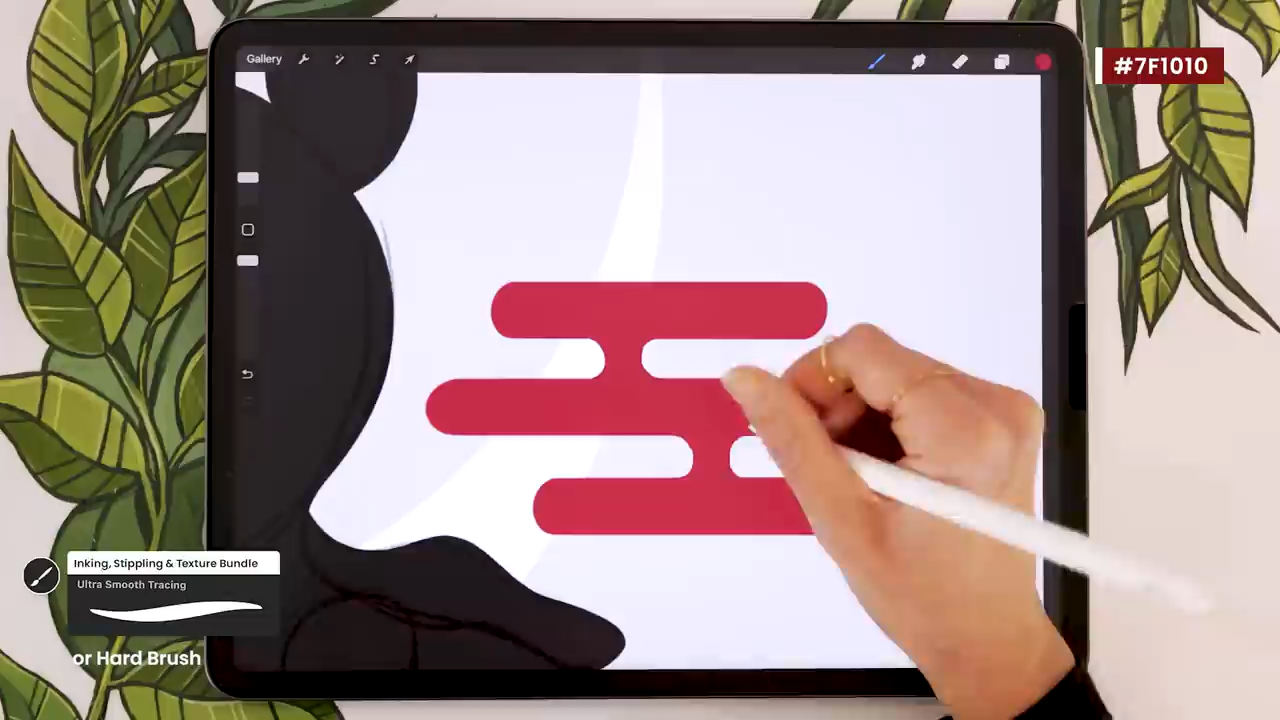 Gallery
#7F1010
Inking, Stippling & Texture Bundle
Ultra Smooth Tracing
or Hard Brush